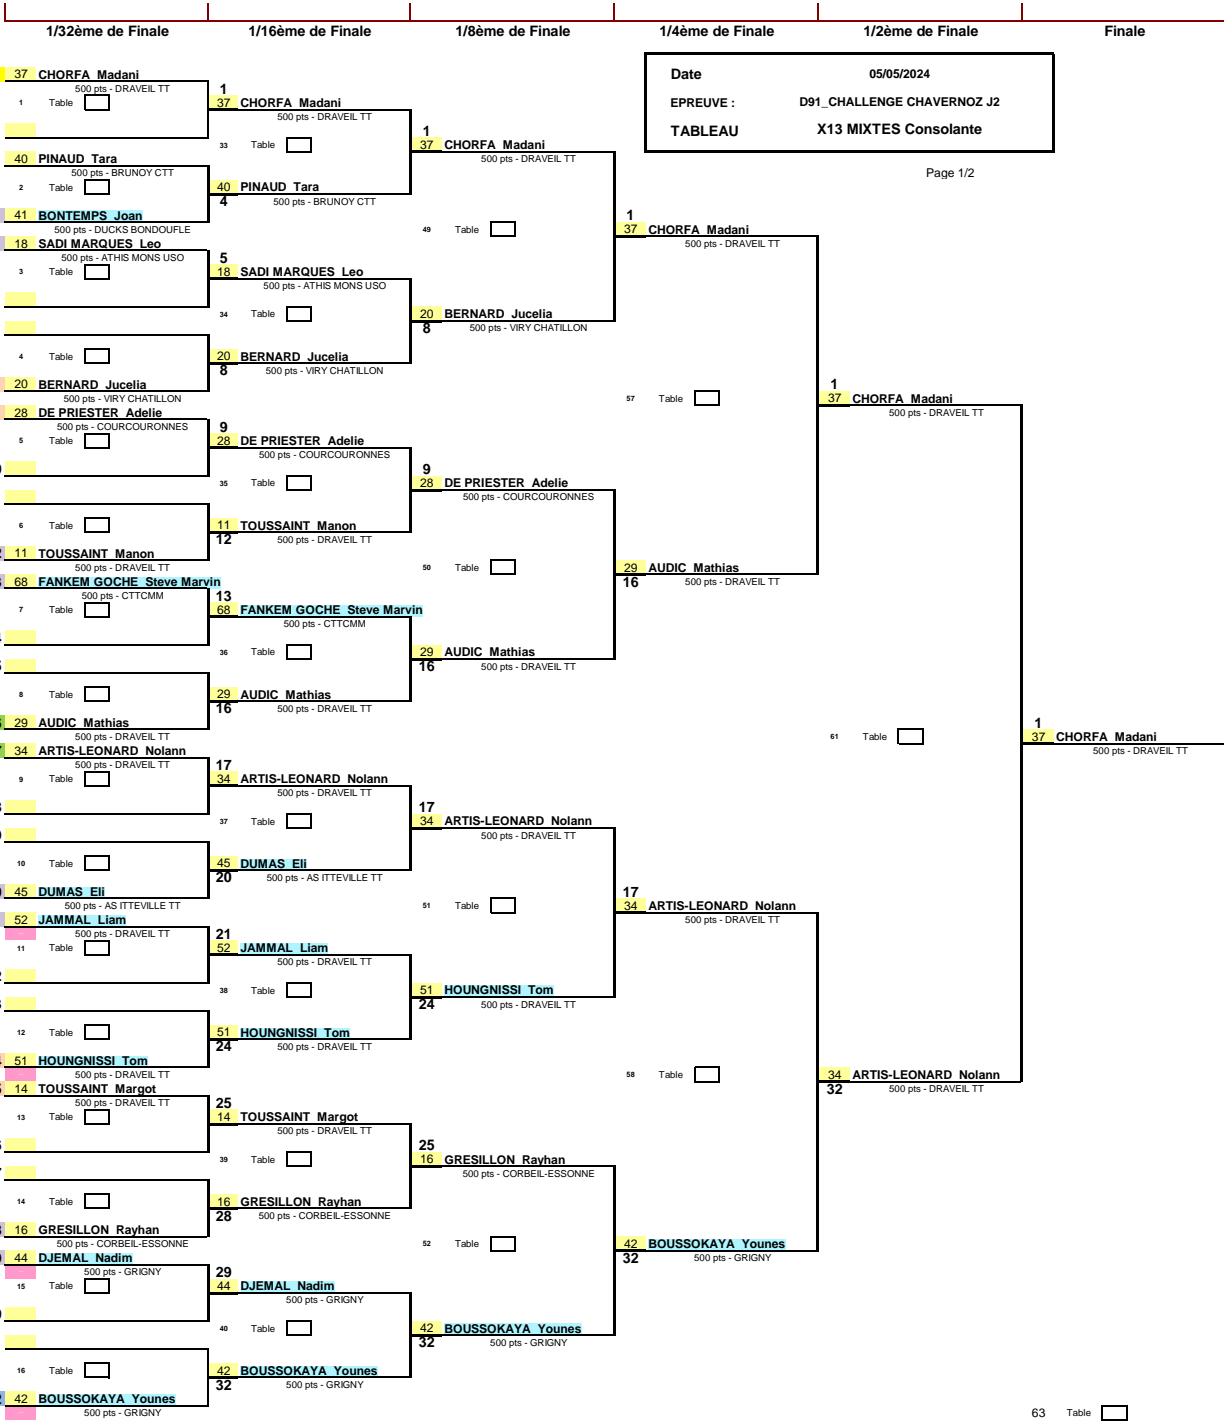 1/32ème de Finale 1/16ème de Finale 1/8ème de Finale 1/4ème de Finale 1/2ème de Finale Finale
Date 05/05/2024
EPREUVE : D91_CHALLENGE CHAVERNOZ J2
TABLEAU X13 MIXTES Consolante
Page 1/2
37 CHORFA Madani
500 pts - DRAVEIL TT
1 Table
40 PINAUD Tara
500 pts - BRUNOY CTT
2 Table
41 BONTEMPS Joan
500 pts - DUCKS BONDOUFLE
18 SADI MARQUES Leo
500 pts - ATHIS MONS USO
3 Table
4 Table
20 BERNARD Jucelia
500 pts - VIRY CHATILLON
28 DE PRIESTER Adelie
500 pts - COURCOURONNES
5 Table
6 Table
11 TOUSSAINT Manon
500 pts - DRAVEIL TT
68 FANKEM GOCHE Steve Marvin
500 pts - CTTCMM
7 Table
8 Table
29 AUDIC Mathias
500 pts - DRAVEIL TT
34 ARTIS-LEONARD Nolann
500 pts - DRAVEIL TT
9 Table
10 Table
45 DUMAS Eli
500 pts - AS ITTEVILLE TT
52 JAMMAL Liam
500 pts - DRAVEIL TT
11 Table
12 Table
51 HOUNGNISSI Tom
500 pts - DRAVEIL TT
14 TOUSSAINT Margot
500 pts - DRAVEIL TT
13 Table
14 Table
16 GRESILLON Rayhan
500 pts - CORBEIL-ESSONNE
44 DJEMAL Nadim
500 pts - GRIGNY
15 Table
16 Table
42 BOUSSOKAYA Younes
500 pts - GRIGNY
1
37 CHORFA Madani
500 pts - DRAVEIL TT
33 Table
40 PINAUD Tara
4 500 pts - BRUNOY CTT
5
18 SADI MARQUES Leo
500 pts - ATHIS MONS USO
34 Table
20 BERNARD Jucelia
8 500 pts - VIRY CHATILLON
9
28 DE PRIESTER Adelie
500 pts - COURCOURONNES
35 Table
11 TOUSSAINT Manon
12 500 pts - DRAVEIL TT
13
68 FANKEM GOCHE Steve Marvin
500 pts - CTTCMM
36 Table
29 AUDIC Mathias
16 500 pts - DRAVEIL TT
17
34 ARTIS-LEONARD Nolann
500 pts - DRAVEIL TT
37 Table
45 DUMAS Eli
20 500 pts - AS ITTEVILLE TT
21
52 JAMMAL Liam
500 pts - DRAVEIL TT
38 Table
51 HOUNGNISSI Tom
24 500 pts - DRAVEIL TT
25
14 TOUSSAINT Margot
500 pts - DRAVEIL TT
39 Table
16 GRESILLON Rayhan
28 500 pts - CORBEIL-ESSONNE
29
44 DJEMAL Nadim
500 pts - GRIGNY
40 Table
42 BOUSSOKAYA Younes
32 500 pts - GRIGNY
1
37 CHORFA Madani
500 pts - DRAVEIL TT
49 Table
20 BERNARD Jucelia
8 500 pts - VIRY CHATILLON
9
28 DE PRIESTER Adelie
500 pts - COURCOURONNES
50 Table
29 AUDIC Mathias
16 500 pts - DRAVEIL TT
17
34 ARTIS-LEONARD Nolann
500 pts - DRAVEIL TT
51 Table
51 HOUNGNISSI Tom
24 500 pts - DRAVEIL TT
25
16 GRESILLON Rayhan
500 pts - CORBEIL-ESSONNE
52 Table
42 BOUSSOKAYA Younes
32 500 pts - GRIGNY
1
37 CHORFA Madani
500 pts - DRAVEIL TT
57 Table
29 AUDIC Mathias
16 500 pts - DRAVEIL TT
17
34 ARTIS-LEONARD Nolann
500 pts - DRAVEIL TT
58 Table
42 BOUSSOKAYA Younes
32 500 pts - GRIGNY
1
37 CHORFA Madani
500 pts - DRAVEIL TT
61 Table
34 ARTIS-LEONARD Nolann
32 500 pts - DRAVEIL TT
1
37 CHORFA Madani
500 pts - DRAVEIL TT
63 Table